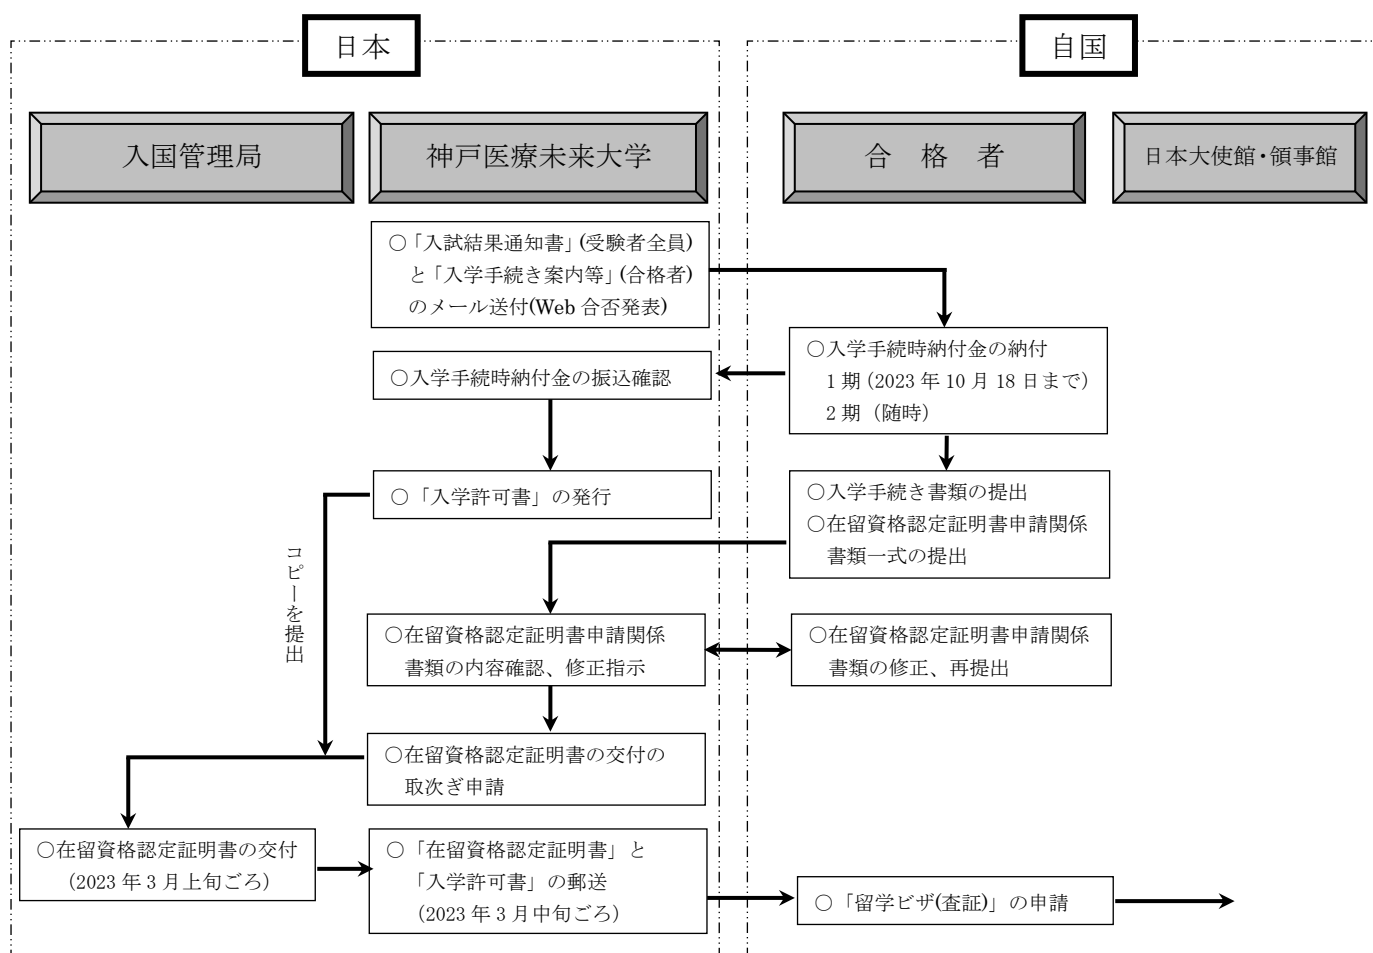 日本
自国
入国管理局
神戸医療未来大学
合 格 者
日本大使館・領事館
○「入試結果通知書」(受験者全員)
と「入学手続き案内等」(合格者)
のメール送付(Web 合否発表)
○入学手続時納付金の納付
1 期 (2023 年 10 月 18 日まで)
2 期 (随時)
○入学手続時納付金の振込確認
○「入学許可書」の発行
○入学手続き書類の提出
○在留資格認定証明書申請関係
書類一式の提出
コピーを提出
○在留資格認定証明書申請関係
書類の内容確認、修正指示
○在留資格認定証明書申請関係
書類の修正、再提出
○在留資格認定証明書の交付の
取次ぎ申請
○在留資格認定証明書の交付
(2023 年 3 月上旬ごろ)
○「在留資格認定証明書」と
「入学許可書」の郵送
(2023 年 3 月中旬ごろ)
○「留学ビザ(査証)」の申請